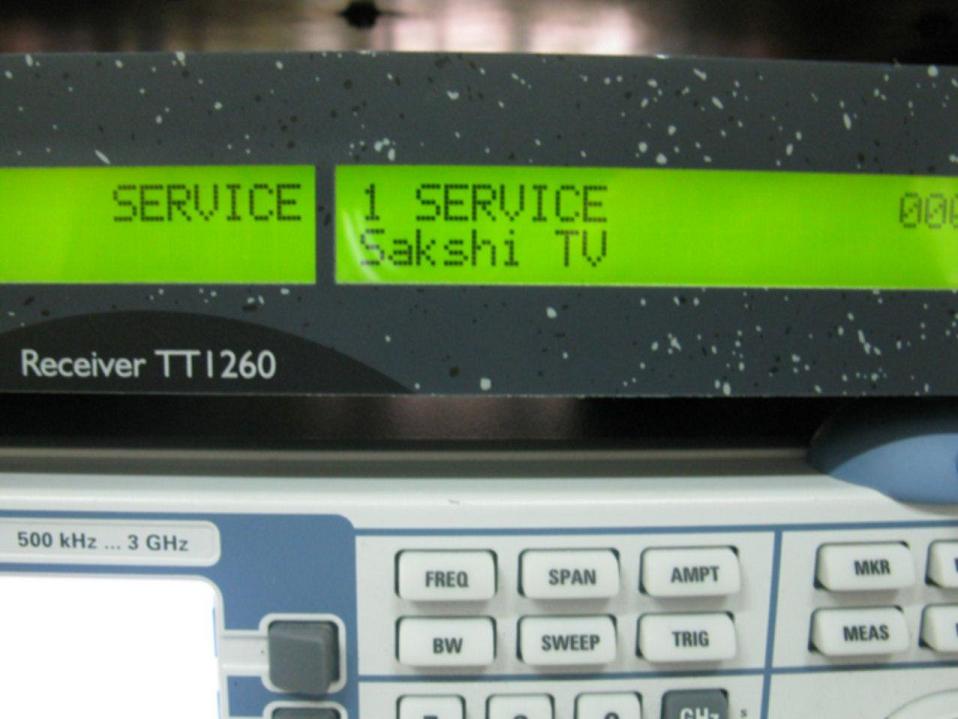 SERVICE
1 SERVICE
Sakshi TV
Receiver TT1260
500 kHz ... 3 GHz
FREQ SPAN AMPT MKR
BW SWEEP TRIG MEAS
GHz